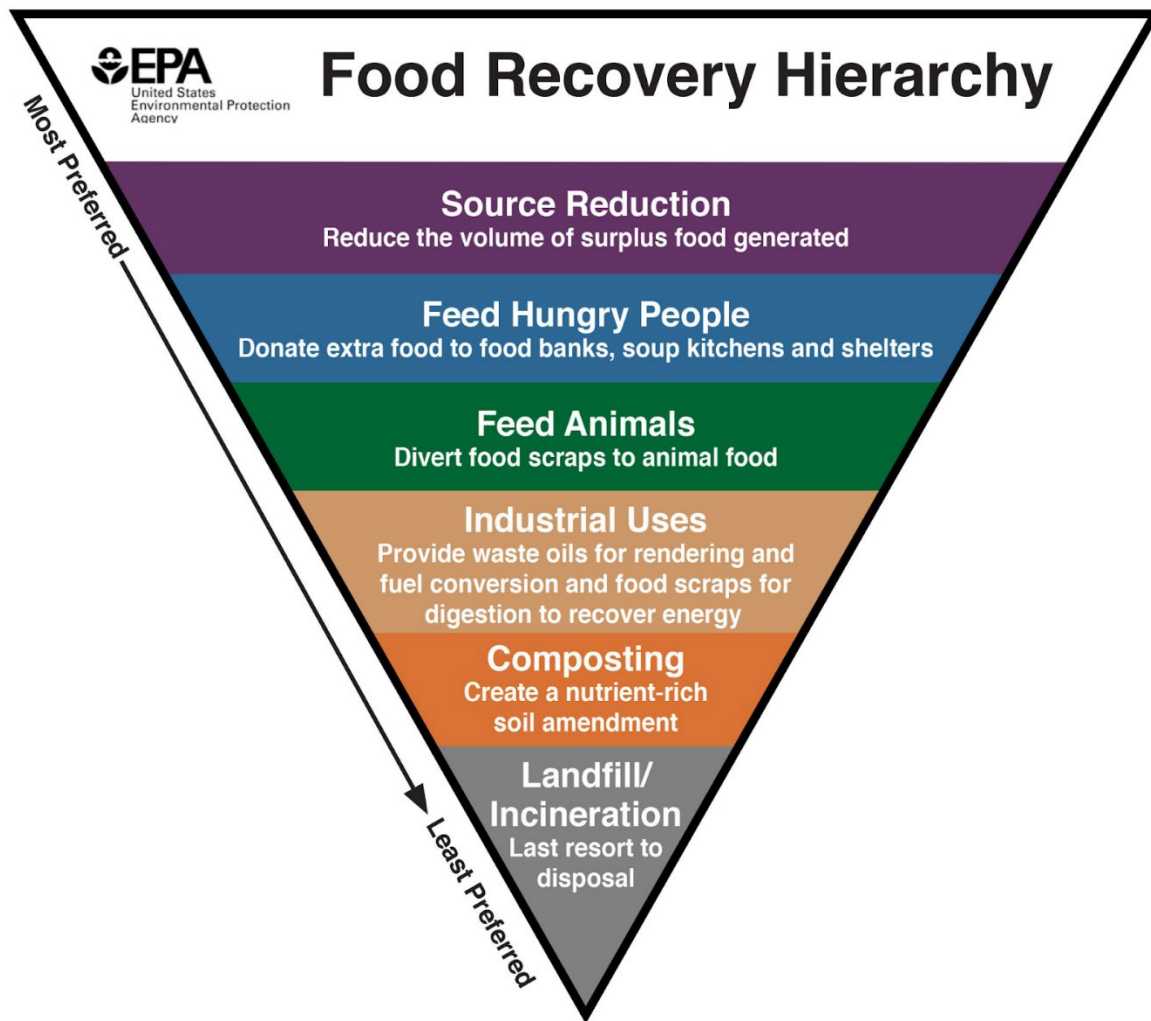 EPA
United States
Environmental Protection
Agency
Food Recovery Hierarchy
Most Preferred
Source Reduction
Reduce the volume of surplus food generated
Feed Hungry People
Donate extra food to food banks, soup kitchens and shelters
Feed Animals
Divert food scraps to animal food
Industrial Uses
Provide waste oils for rendering and
fuel conversion and food scraps for
digestion to recover energy
Composting
Create a nutrient-rich
soil amendment
Landfill/
Incineration
Last resort to
disposal
Least Preferred